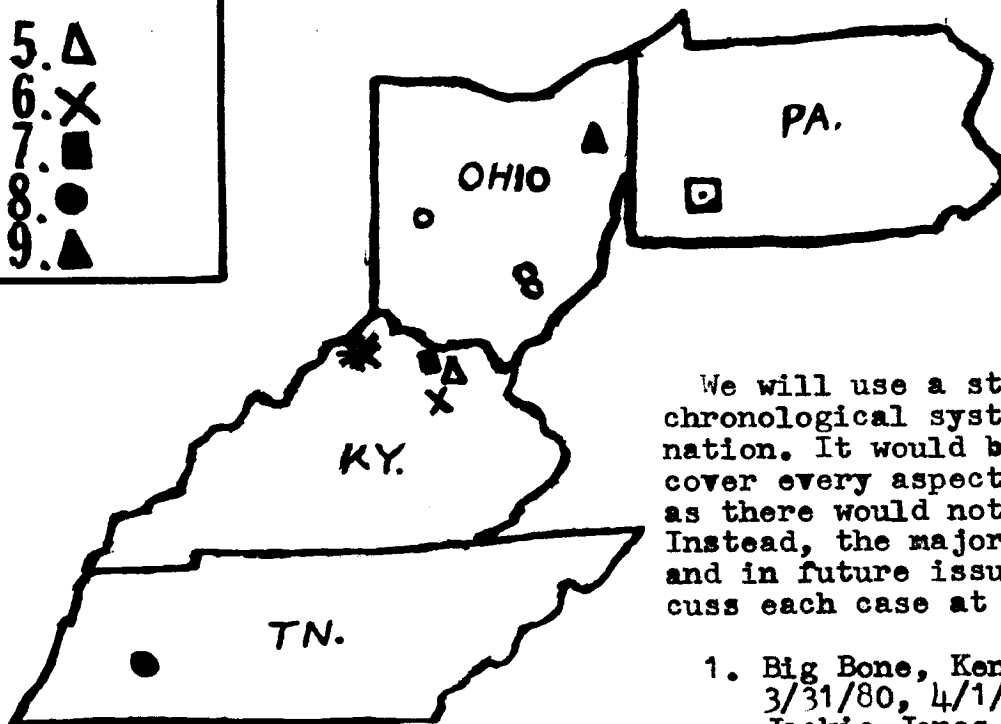 5.
6.
7.
8.
9.
OHIO
PA.
KY.
TN.
We will use a st
chronological syst
nation. It would b
cover every aspect
as there would not
Instead, the major
and in future issu
cuss each case at
1. Big Bone, Ken
3/31/80, 4/1/